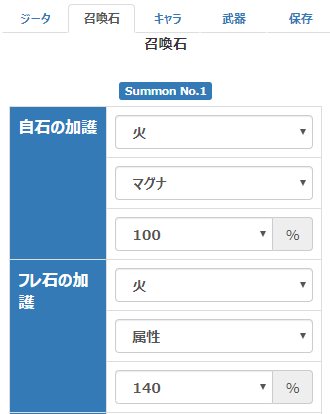 ジータ 召喚石 キャラ 武器 保存
召喚石
Summon No.1
自石の加護
火
マグナ
100 %
フレ石の加
護
火
属性
140 %